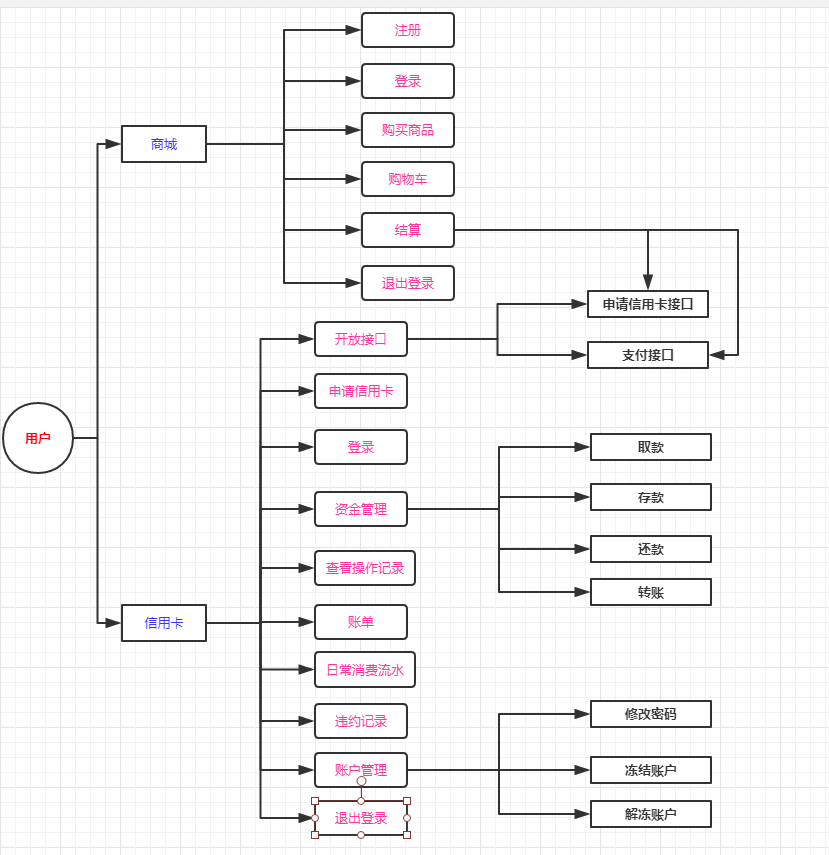 注册
登录
商城
购买商品
购物车
结算
退出登录
申请信用卡接口
开放接口
支付接口
申请信用卡
用户
登录
取款
资金管理
存款
还款
查看操作记录
转账
信用卡
账单
日常消费流水
违约记录
修改密码
账户管理
冻结账户
退出登录
解冻账户